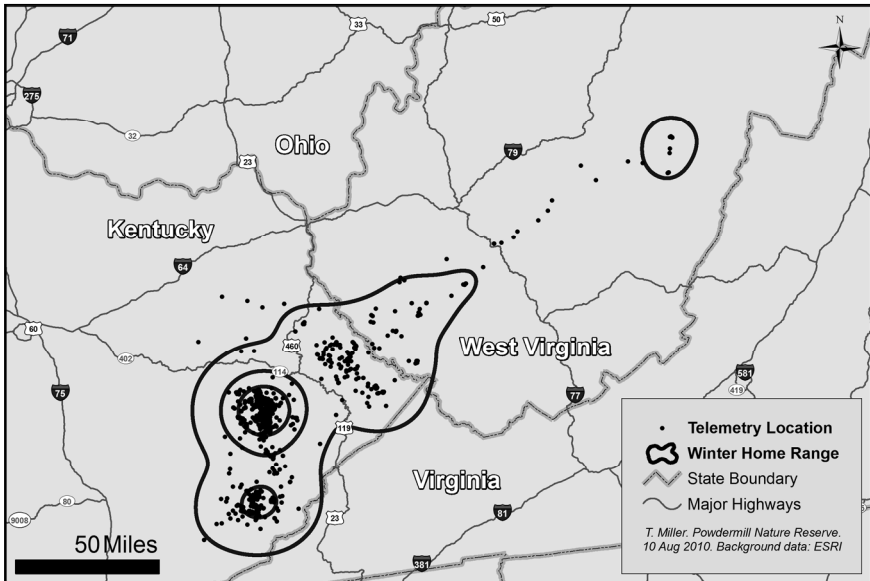 33
50
71
N
275
32
Ohio
79
23
Kentucky
64
60
460
West Virginia
402
114
75
581
419
77
119
Telemetry Location
Winter Home Range
Virginia
State Boundary
80
Major Highways
9008
23
81
T. Miller. Powdermill Nature Reserve.
10 Aug 2010. Background data: ESRI
50 Miles
381